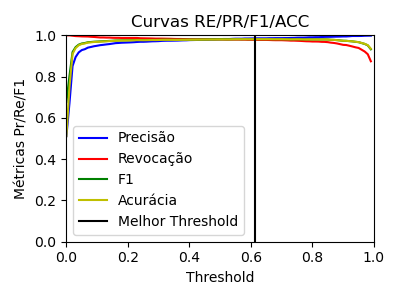 Curvas RE/PR/F1/ACC
Métricas Pr/Re/F1
1.0
0.8
0.6
0.4
0.2
0.0
Precisão
Revocação
F1
Acurácia
Melhor Threshold
0.0 0.2 0.4 0.6 0.8 1.0
Threshold